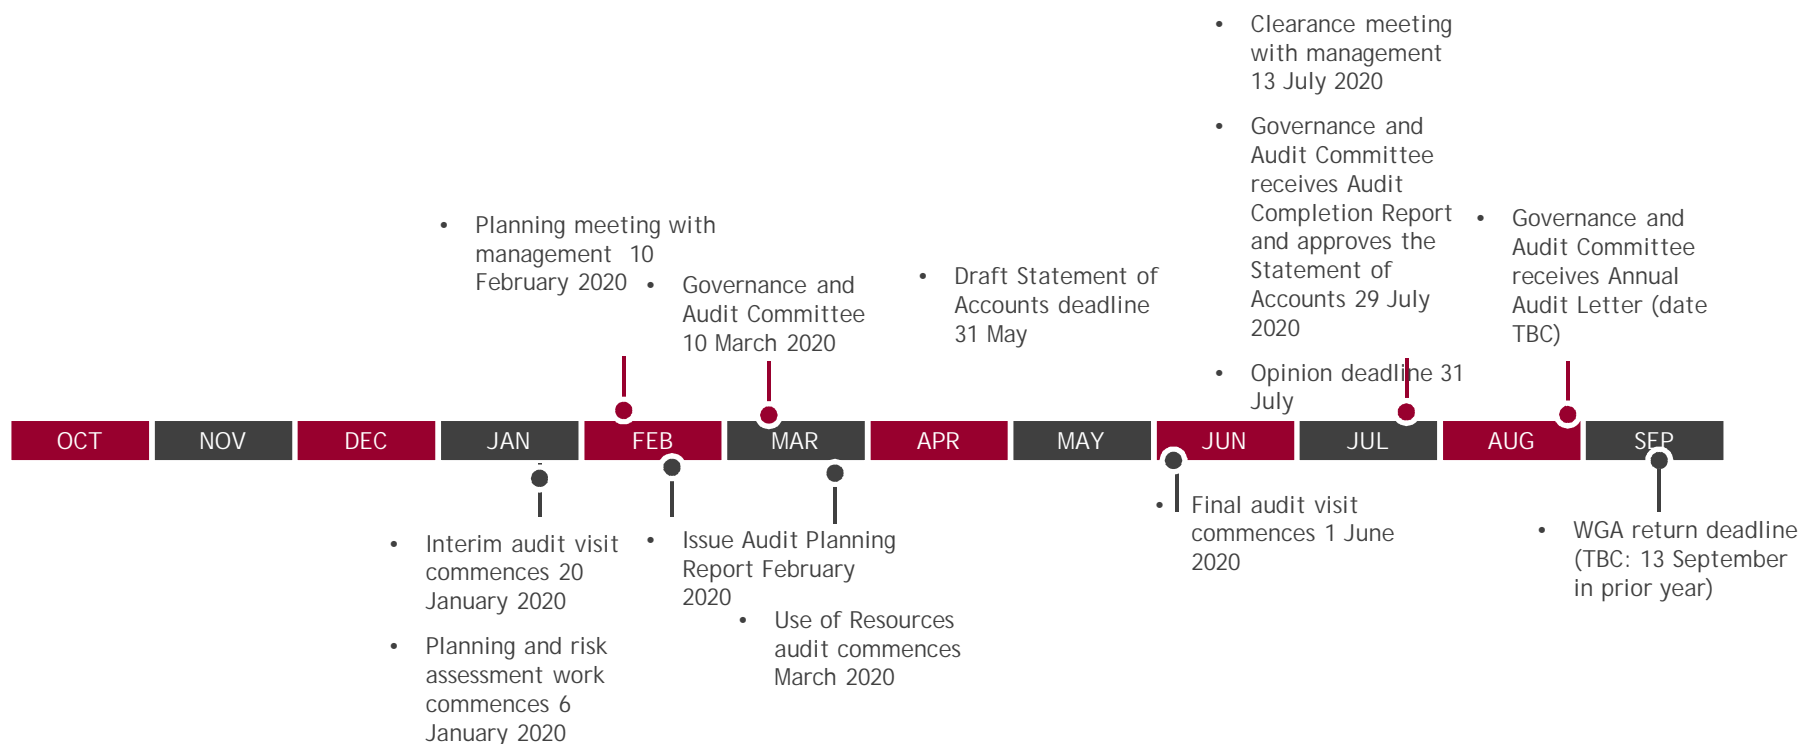 • Clearance meeting
with management
13 July 2020
• Governance and
Audit Committee
receives Audit
Completion Report
and approves the
Statement of
Accounts 29 July
2020
• Opinion deadline 31
July
• Planning meeting with
management 10
February 2020
• Governance and
Audit Committee
10 March 2020
• Draft Statement of
Accounts deadline
31 May
• Governance and
Audit Committee
receives Annual
Audit Letter (date
TBC)
OCT NOV DEC JAN FEB MAR APR MAY JUN JUL AUG SEP
• Interim audit visit
commences 20
January 2020
• Planning and risk
assessment work
commences 6
January 2020
• Issue Audit Planning
Report February
2020
• Use of Resources
audit commences
March 2020
• Final audit visit
commences 1 June
2020
• WGA return deadline
(TBC: 13 September
in prior year)